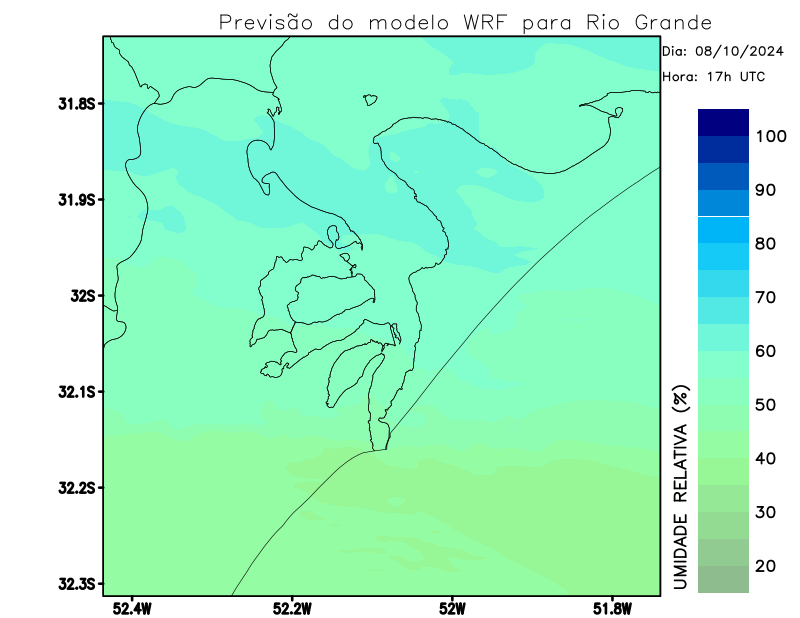 Previsão do modelo WRF para Rio Grande
Dia: 08/10/2024
Hora: 17h UTC
31.8S
31.9S
32S
32.1S
32.2S
32.3S
52.4W
52.2W
52W
51.8W
UMIDADE RELATIVA (%)
100
90
80
70
60
50
40
30
20